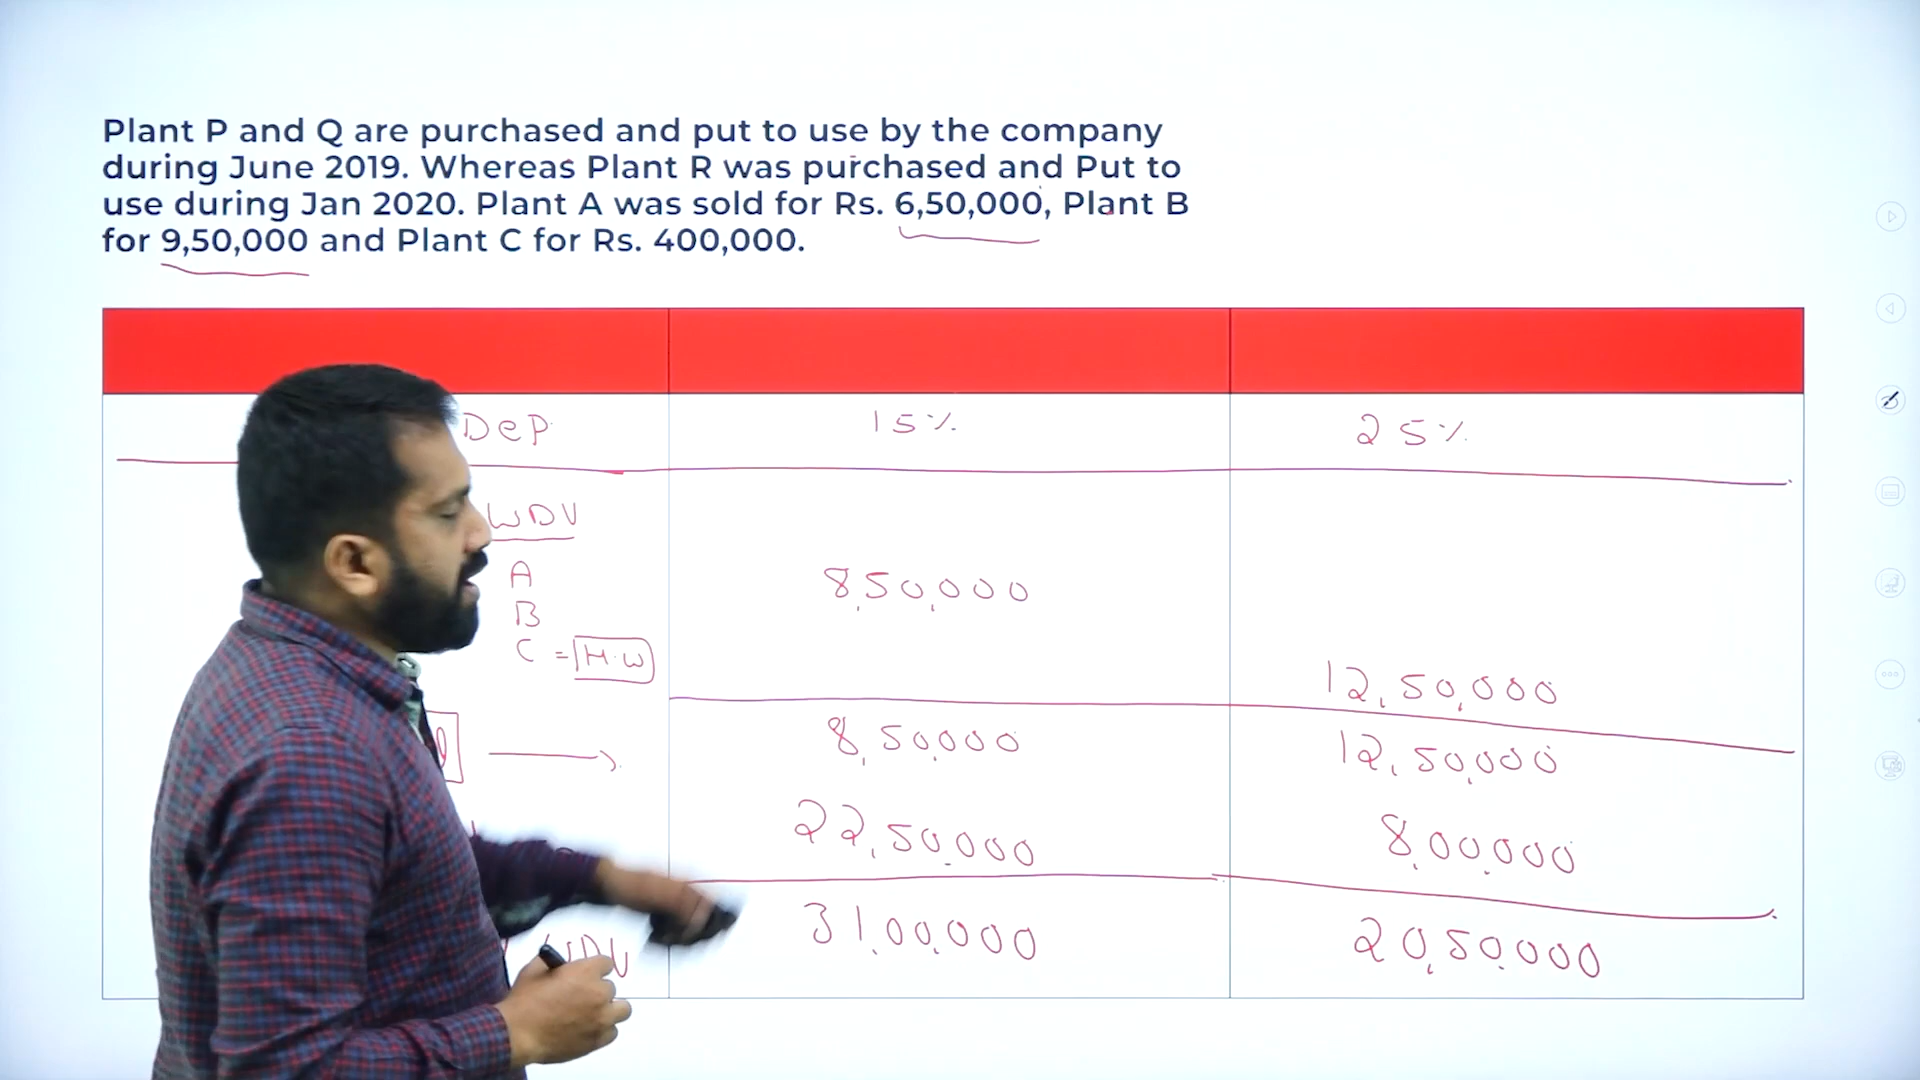 Plant P and Q are purchased and put to use by the company
during June 2019. Whereas Plant R was purchased and Put to
use during Jan 2020. Plant A was sold for Rs. 6,50,000, Plant B
for 9,50,000 and Plant C for Rs. 400,000.
Dep 15% 25%
WDV
A 8,50,000
B
C = H.W 12,50,000
8,50,000 12,50,000
22,50,000 8,00,000
WDV 31,00,000 20,50,000